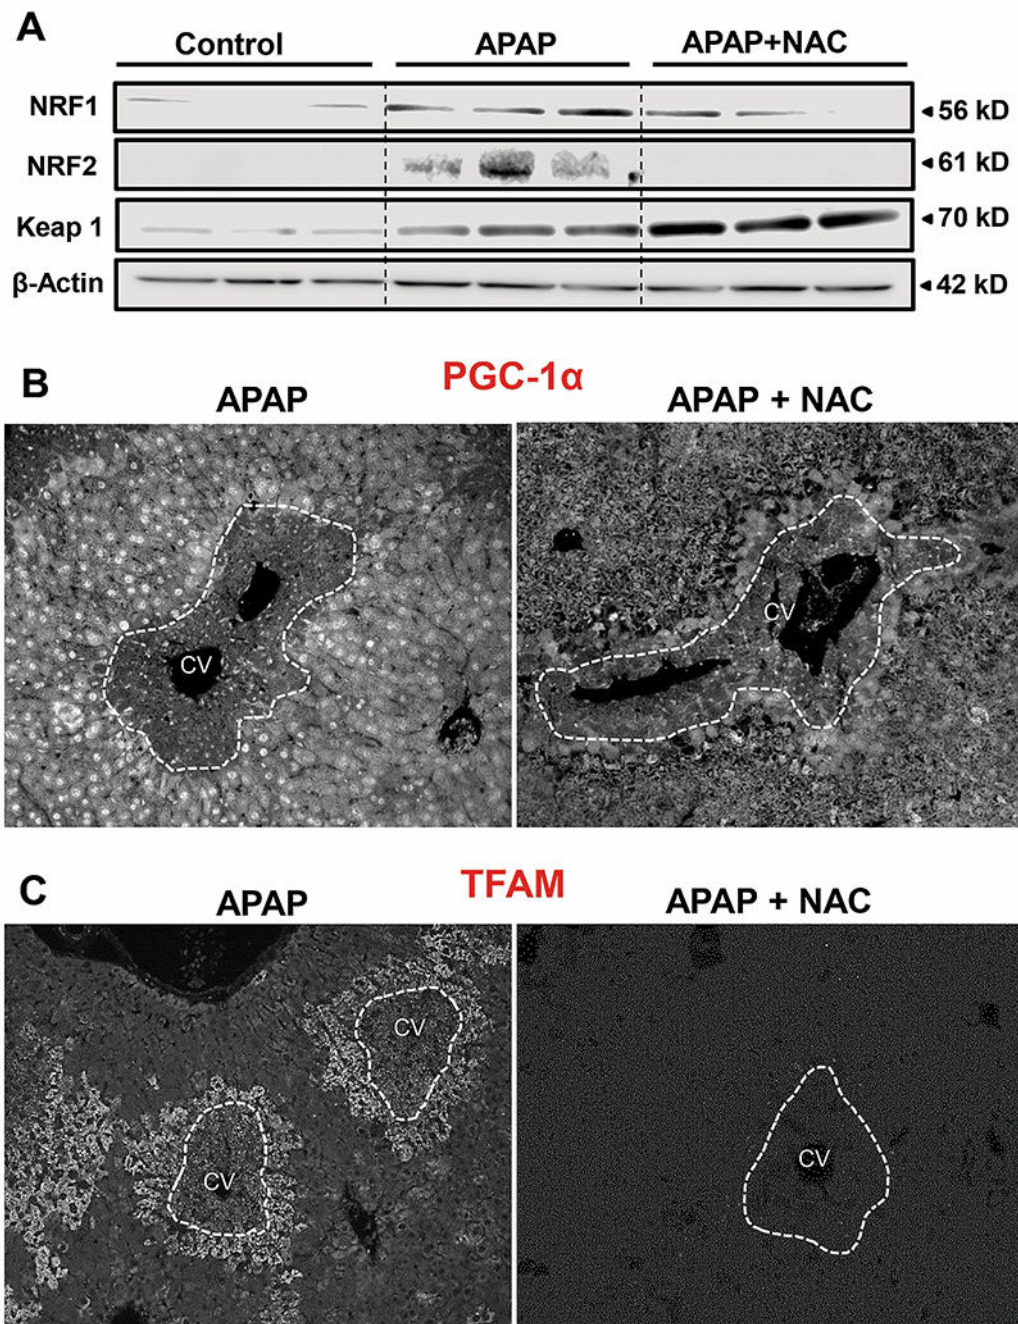 A
Control APAP APAP+NAC
NRF1 56 kD
NRF2 61 kD
Keap 1 70 kD
β-Actin 42 kD
B PGC-1α
APAP APAP + NAC
CV CV
C TFAM
APAP APAP + NAC
CV
CV CV